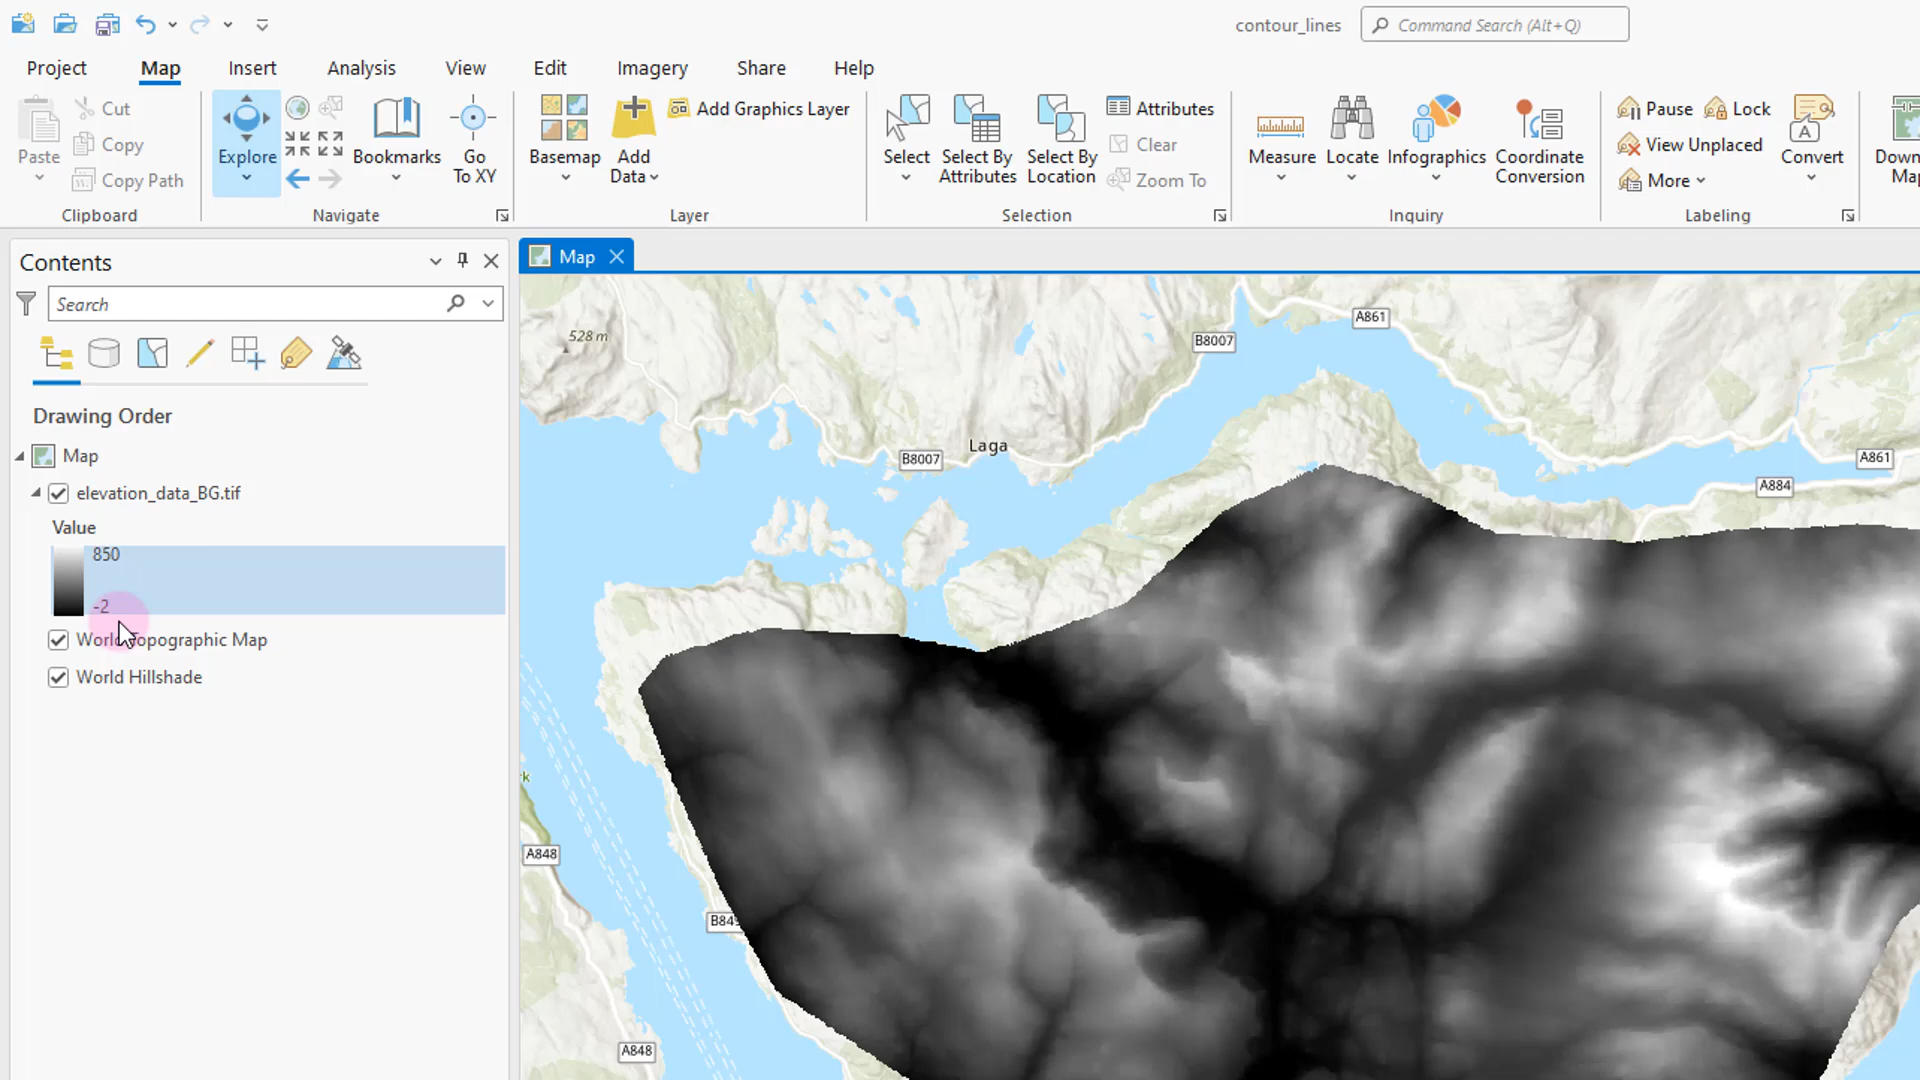 contour_lines
Command Search (Alt+Q)
Project
Map
Insert
Analysis
View
Edit
Imagery
Share
Help
Paste
Cut
Copy
Copy Path
Clipboard
Explore
Bookmarks
Go
To XY
Navigate
Basemap
Add
Data
Add Graphics Layer
Layer
Select
Select By
Attributes
Select By
Location
Attributes
Clear
Zoom To
Selection
Measure
Locate
Infographics
Coordinate
Conversion
Inquiry
Pause
Lock
View Unplaced
More
A
Convert
Labeling
Contents
Search
Drawing Order
Map
elevation_data_BG.tif
Value
850
-2
World Topographic Map
World Hillshade
Map
528 m
B8007
A861
Laga
B8007
A861
A884
A848
A848